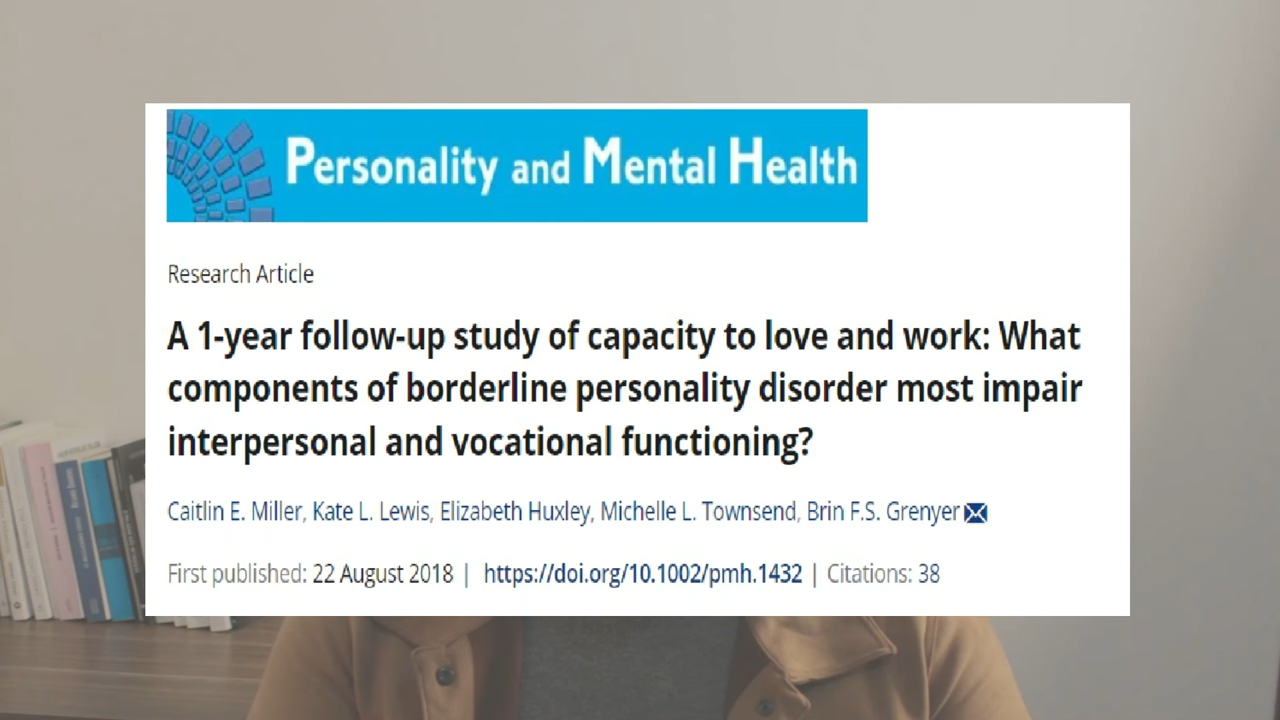 Personality and Mental Health
Research Article
A 1-year follow-up study of capacity to love and work: What
components of borderline personality disorder most impair
interpersonal and vocational functioning?
Caitlin E. Miller, Kate L. Lewis, Elizabeth Huxley, Michelle L. Townsend, Brin F.S. Grenyer
First published: 22 August 2018 | https://doi.org/10.1002/pmh.1432 | Citations: 38